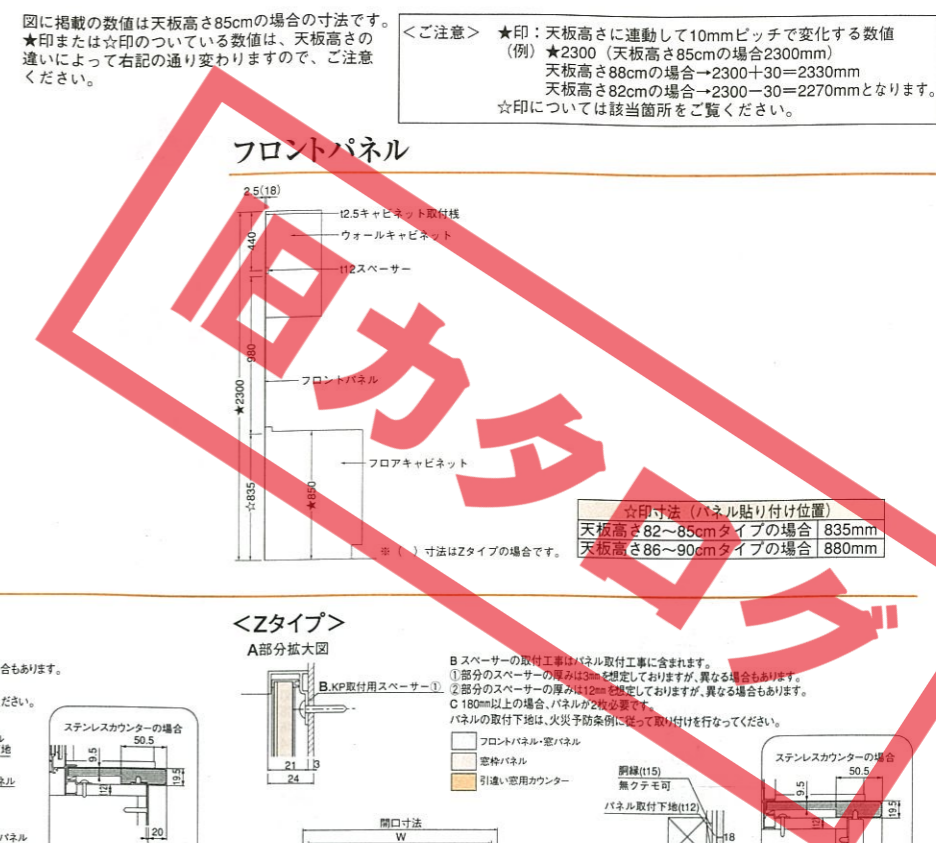 図に掲載の数値は天板高さ85cmの場合の寸法です。
★印または☆印のついている数値は、天板高さの
違いによって右記の通り変わりますので、ご注意
ください。
<ご注意> ★印：天板高さに連動して10mmピッチで変化する数値
(例) ★2300 (天板高さ85cmの場合2300mm)
天板高さ88cmの場合→2300+30=2330mm
天板高さ82cmの場合→2300-30=2270mmとなります。
☆印については該当箇所をご覧ください。
フロントパネル
2.5(18)
t2.5キャビネット取付桟
440
ウォールキャビネット
t12スペーサー
980
フロントパネル
★2300
フロアキャビネット
☆835
★850
※( )寸法はZタイプの場合です。
☆印寸法 (パネル貼り付け位置)
天板高さ82〜85cmタイプの場合 835mm
天板高さ86〜90cmタイプの場合 880mm
旧カタログ
<Zタイプ>
A部分拡大図
B.KP取付用スペーサー①
21 3
24
B スペーサーの取付工事はパネル取付工事に含まれます。
①部分のスペーサーの厚みは3mmを想定しておりますが、異なる場合もあります。
②部分のスペーサーの厚みは12mmを想定しておりますが、異なる場合もあります。
C 180mm以上の場合、パネルが2枚必要です。
パネルの取付下地は、火災予防条例に従って取り付けを行なってください。
フロントパネル・窓パネル
窓枠パネル
引違い窓用カウンター
合もあります。
ださい。
地
ネル
パネル
ステンレスカウンターの場合
50.5
9.5
19.5
12
20
開口寸法
W
胴縁(t15)
無クテモ可
パネル取付下地(t12)
18
ステンレスカウンターの場合
50.5
9.5
19.5
12